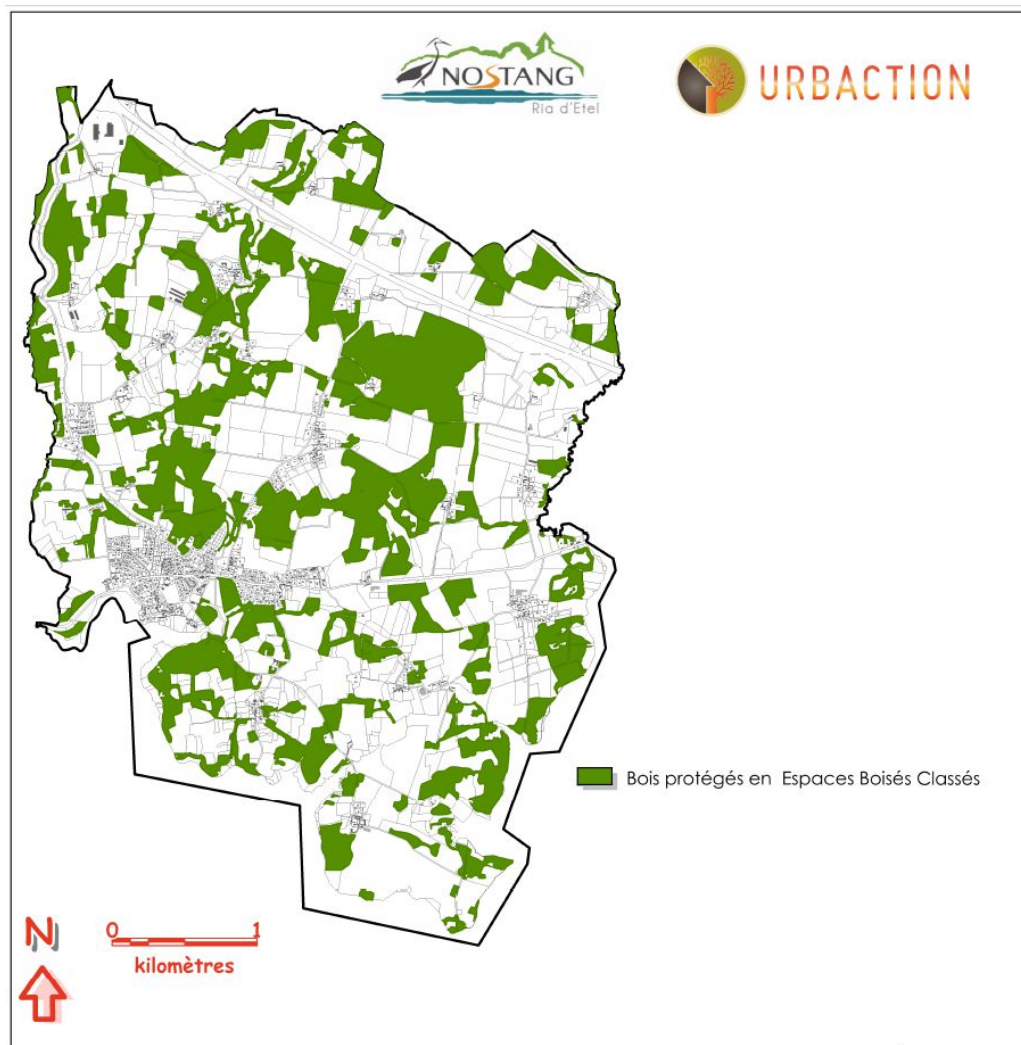 NOSTANG
Ria d'Etel
URBACTION
Bois protégés en Espaces Boisés Classés
N
0 1
kilomètres